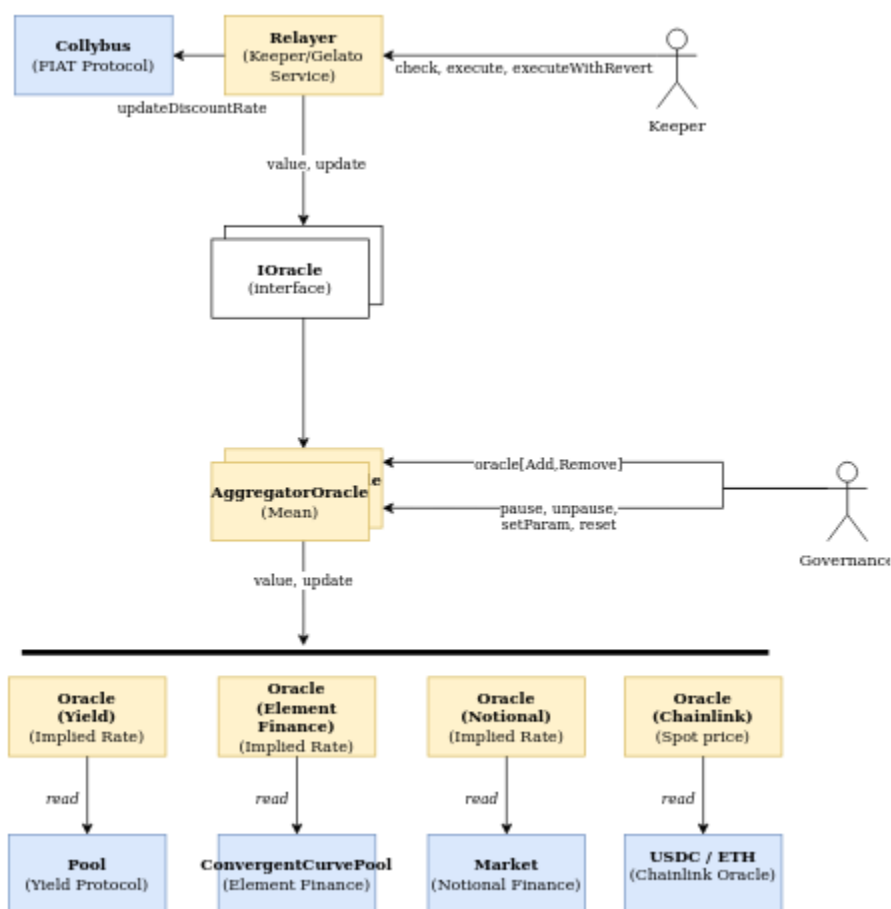 Collybus
(FIAT Protocol)
Relayer
(Keeper/Gelato
Service)
check, execute, executeWithRevert
Keeper
updateDiscountRate
value, update
IOracle
(interface)
oracle[Add,Remove]
le
AggregatorOracle
(Mean)
pause, unpause,
setParam, reset
Governance
value, update
Oracle
(Yield)
(Implied Rate)
Oracle
(Element
Finance)
(Implied Rate)
Oracle
(Notional)
(Implied Rate)
Oracle
(Chainlink)
(Spot price)
read
read
read
read
Pool
(Yield Protocol)
ConvergentCurvePool
(Element Finance)
Market
(Notional Finance)
USDC / ETH
(Chainlink Oracle)